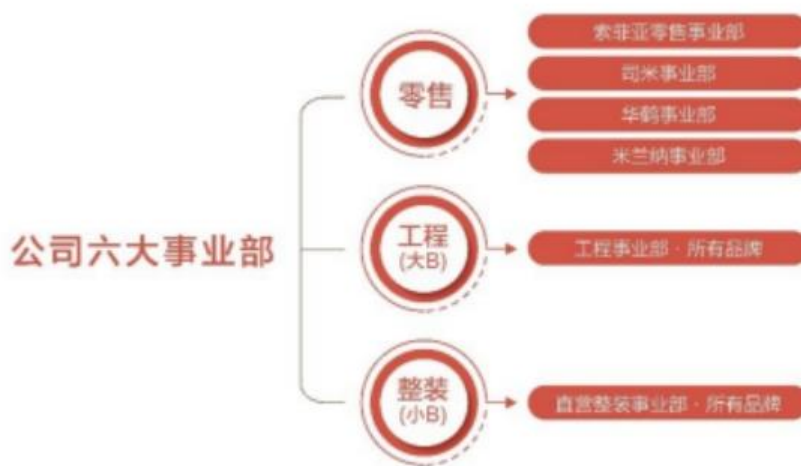 公司六大事业部
零售
索菲亚零售事业部
司米事业部
华鹤事业部
米兰纳事业部
工程
(大B)
工程事业部·所有品牌
整装
(小B)
直营整装事业部·所有品牌